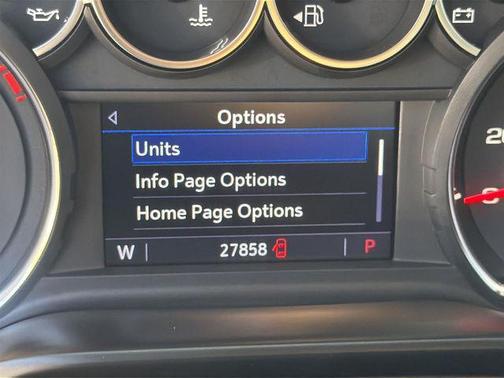 Options
Units
Info Page Options
Home Page Options
W 27858 P